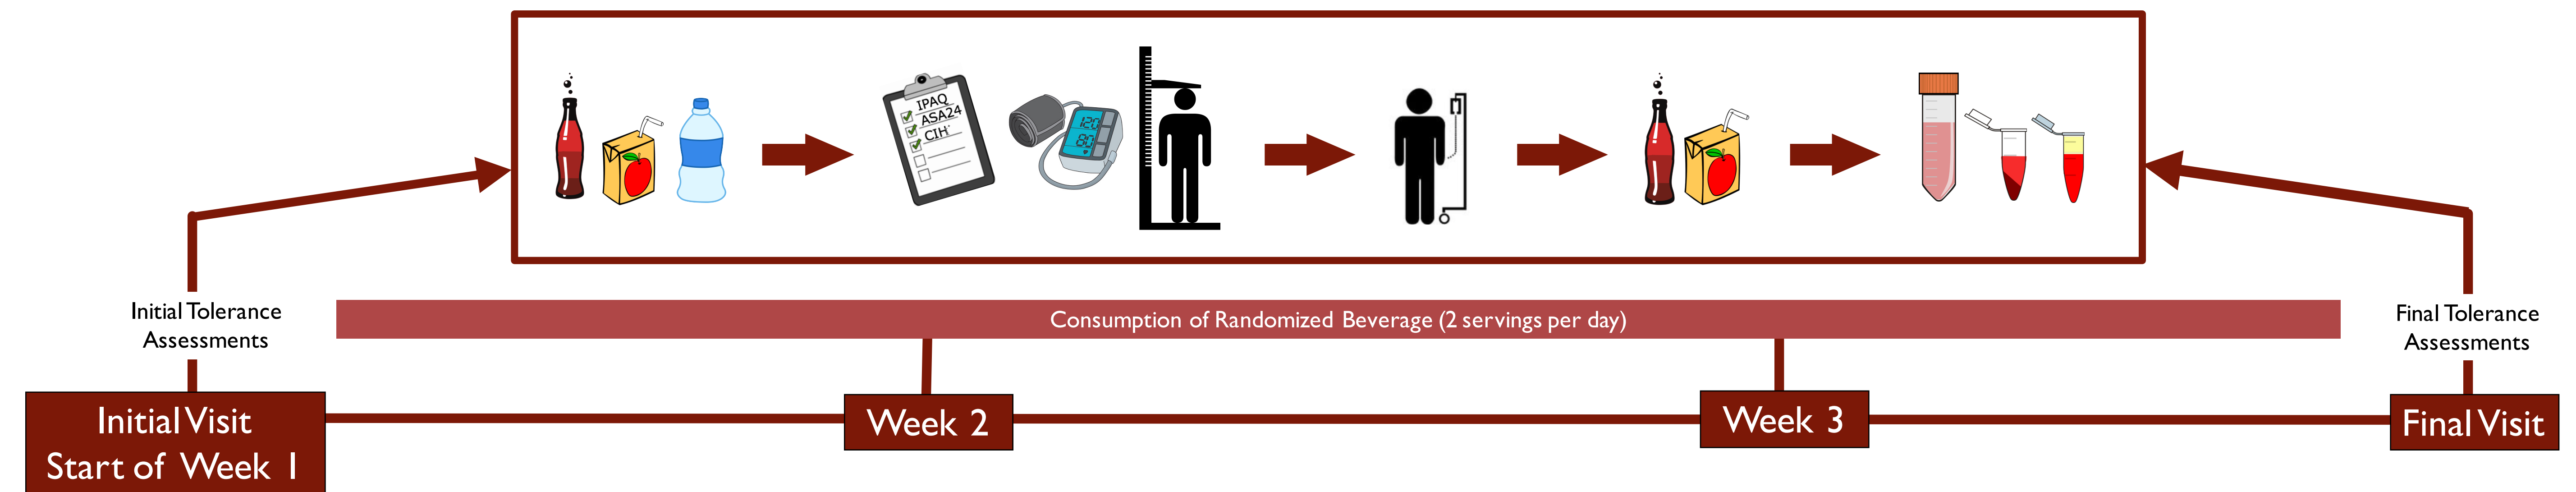 IPAQ
ASA24
CIH
120
80
Initial Tolerance
Assessments
Consumption of Randomized Beverage (2 servings per day)
Final Tolerance
Assessments
Initial Visit
Start of Week 1
Week 2
Week 3
Final Visit